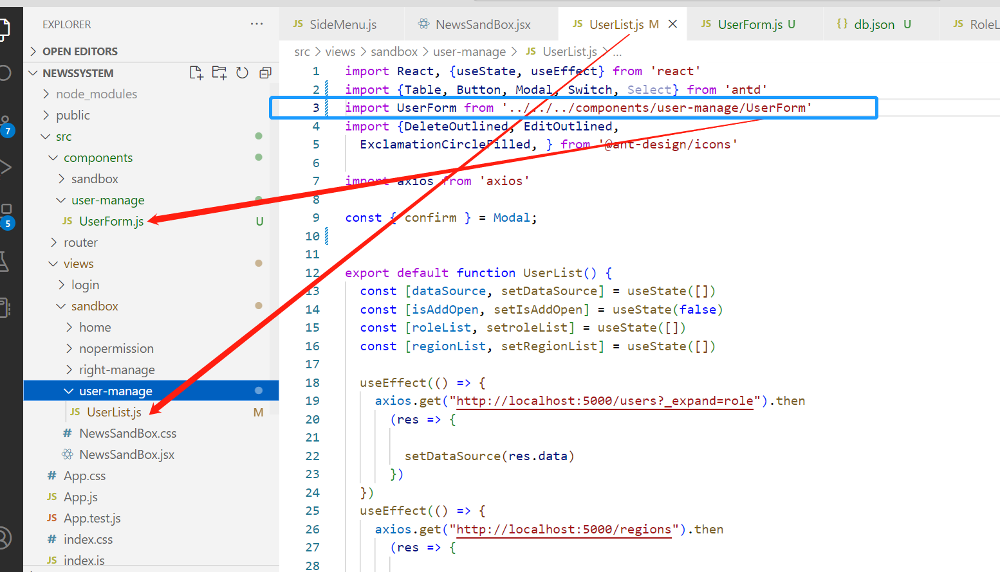 EXPLORER
···
JS SideMenu.js
NewsSandBox.jsx
JS UserList.js M
JS UserForm.js U
{} db.json U
JS RoleL
OPEN EDITORS
NEWSSYSTEM
node_modules
public
src
components
sandbox
user-manage
JS UserForm.js U
router
views
login
sandbox
home
nopermission
right-manage
user-manage
JS UserList.js M
# NewsSandBox.css
NewsSandBox.jsx
# App.css
JS App.js
JS App.test.js
# index.css
JS index.js
7
5
src > views > sandbox > user-manage > JS UserList.js > ...
1 import React, {useState, useEffect} from 'react'
2 import {Table, Button, Modal, Switch, Select} from 'antd'
3 import UserForm from '../../../components/user-manage/UserForm'
4 import {DeleteOutlined, EditOutlined,
5 ExclamationCircleFilled, } from '@ant-design/icons'
6
7 import axios from 'axios'
8
9 const { confirm } = Modal;
10
11
12 export default function UserList() {
13 const [dataSource, setDataSource] = useState([])
14 const [isAddOpen, setIsAddOpen] = useState(false)
15 const [roleList, setroleList] = useState([])
16 const [regionList, setRegionList] = useState([])
17
18 useEffect(() => {
19 axios.get("http://localhost:5000/users?_expand=role").then
20 (res => {
21
22 setDataSource(res.data)
23 })
24 })
25 useEffect(() => {
26 axios.get("http://localhost:5000/regions").then
27 (res => {
28